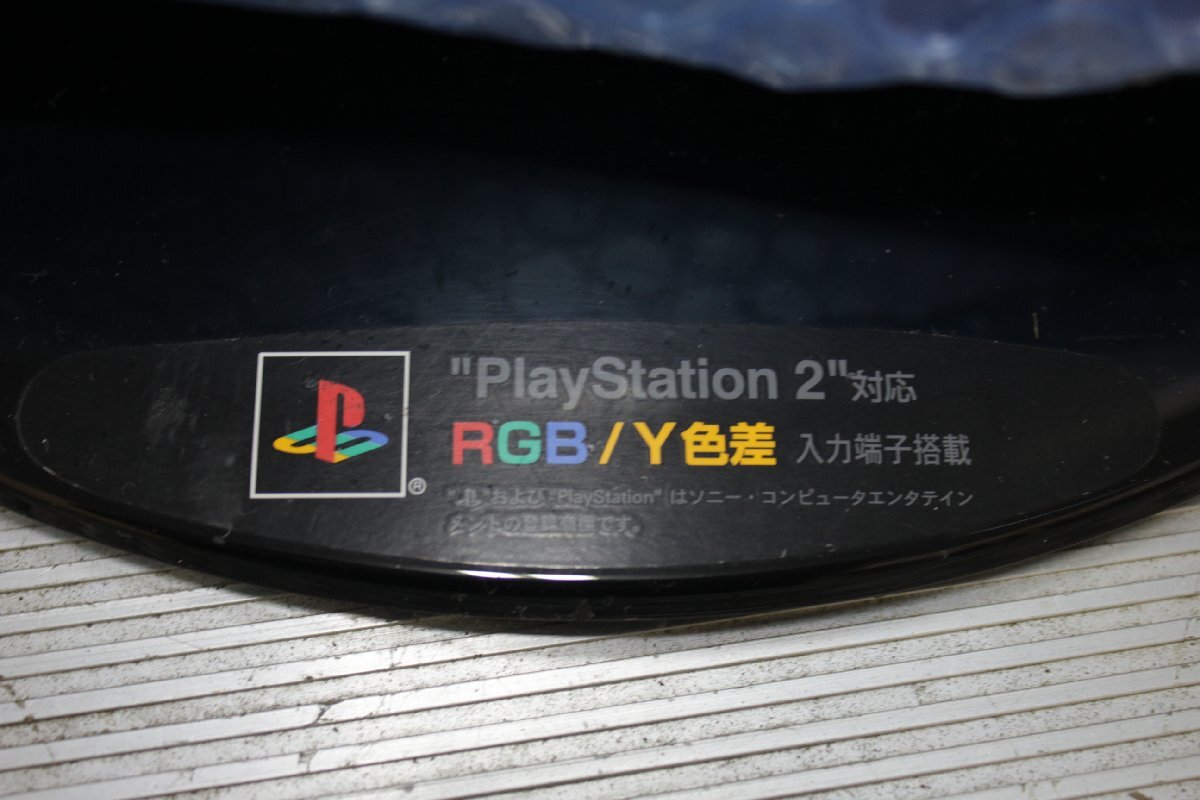 "PlayStation 2"対応
RGB/Y色差 入力端子搭載
®
"PS"および"PlayStation"はソニー・コンピュータエンタテイン
メントの登録商標です。